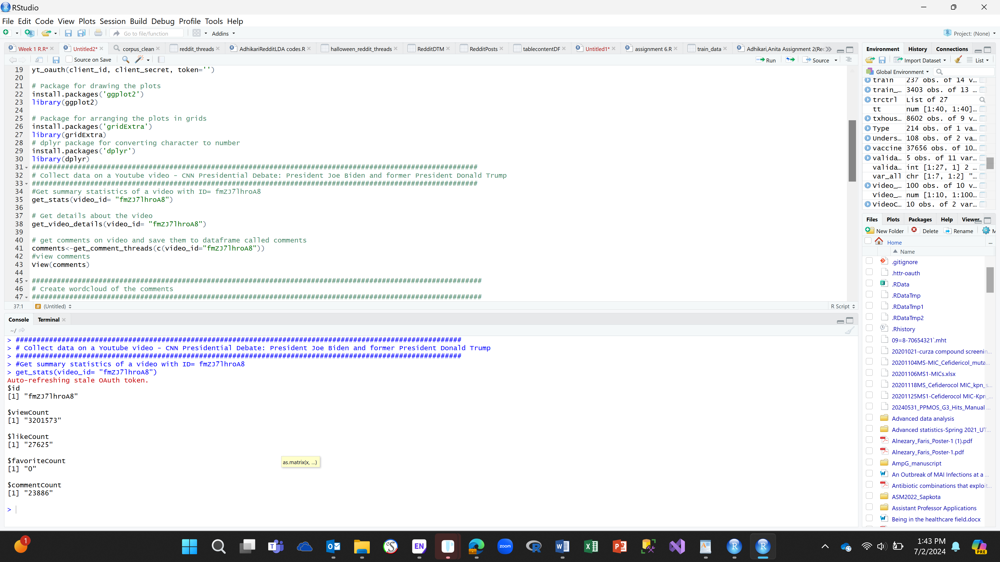 RStudio
File Edit Code View Plots Session Build Debug Profile Tools Help
Go to file/function Addins Project: (None)
Week 1 R.R* Untitled2* corpus_clean reddit_threads AdhikariRedditLDA codes.R halloween_reddit_threads RedditDTM RedditPosts tablecontentDF Untitled1* assignment 6.R train_data Adhikari,Anita Assignment 2(Rec
Source on Save Run Source
19 yt_oauth(client_id, client_secret, token='')
20
21 # Package for drawing the plots
22 install.packages('ggplot2')
23 library(ggplot2)
24
25 # Package for arranging the plots in grids
26 install.packages('gridExtra')
27 library(gridExtra)
28 # dplyr package for converting character to number
29 install.packages('dplyr')
30 library(dplyr)
31 ###########################################################################################################
32 # Collect data on a Youtube video - CNN Presidential Debate: President Joe Biden and former President Donald Trump
33 ###########################################################################################################
34 #Get summary statistics of a video with ID= fmZJ7lhroA8
35 get_stats(video_id= "fmZJ7lhroA8")
36
37 # Get details about the video
38 get_video_details(video_id= "fmZJ7lhroA8")
39
40 # get comments on video and save them to dataframe called comments
41 comments<-get_comment_threads(c(video_id="fmZJ7lhroA8"))
42 #view comments
43 View(comments)
44
45 ############################################################################################################
46 # Create wordcloud of the comments
47 ############################################################################################################
37:1 # (Untitled) R Script
Console Terminal
~/
> ###########################################################################################################
> # Collect data on a Youtube video - CNN Presidential Debate: President Joe Biden and former President Donald Trump
> ###########################################################################################################
> #Get summary statistics of a video with ID= fmZJ7lhroA8
> get_stats(video_id= "fmZJ7lhroA8")
Auto-refreshing stale OAuth token.
$id
[1] "fmZJ7lhroA8"
$viewCount
[1] "3201573"
$likeCount
[1] "27625"
$favoriteCount
[1] "0"
as.matrix(x, ...)
$commentCount
[1] "23886"
>
Environment History Connections
Import Dataset List
Global Environment
train 237 obs. of 14 v...
train_... 3403 obs. of 13 ...
trctrl List of 27
tt num [1:40, 1:40]...
txhous... 8602 obs. of 9 v...
Type 214 obs. of 1 va...
Unders... 108 obs. of 2 va...
vaccine 37656 obs. of 10...
valida... 5 obs. of 11 var...
valida... int [1:27, 1] 2 ...
var_all chr [1:7, 1:2] "...
Video_... 100 obs. of 10 v...
Video_... num [1:10, 1:100...
VideoC... 10 obs. of 2 var...
Files Plots Packages Help Viewer
New Folder Delete Rename M
Home ...
Name
.gitignore
.httr-oauth
.RData
.RDataTmp
.RDataTmp1
.RDataTmp2
.Rhistory
09=8-70654321`.mht
20201021-curza compound screenin...
20201104MS-MIC_Cefidericol_muta...
20201106MS1-MICs.xlsx
20201118MS_Cefiderocol MIC_kpn_s...
20201125MS1-Cefiderocol MIC-Kpn_...
20240531_PPMOS_G3_Hits_Manual ...
Advanced data analysis
Advanced statistics-Spring 2021_UT...
Alnezary_Faris_Poster-1 (1).pdf
Alnezary_Faris_Poster-1.pdf
AmpG_manuscript
An Outbreak of MAI Infections at a ...
Antibiotic combinations that exploit...
ASM2022_Sapkota
Assistant Professor Applications
Being in the healthcare field.docx
1 EN zoom 1:43 PM
7/2/2024 PRE